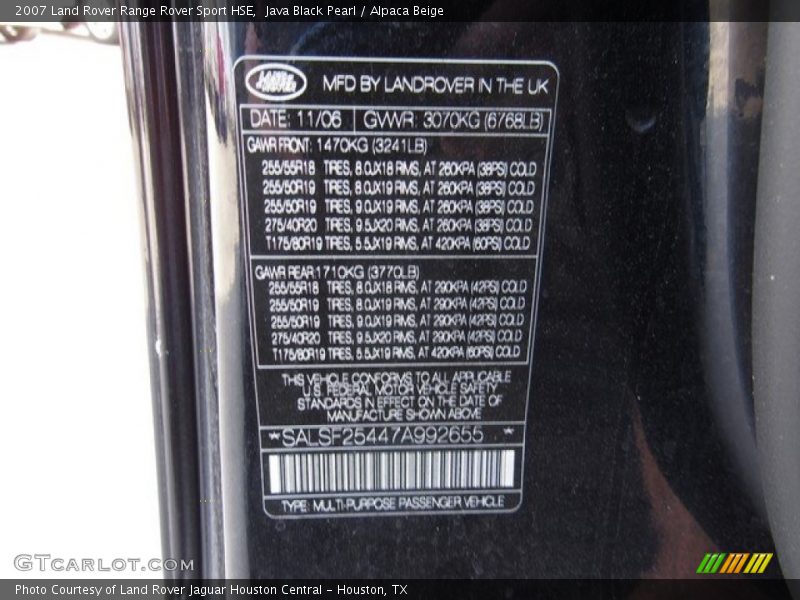 2007 Land Rover Range Rover Sport HSE,  Java Black Pearl / Alpaca Beige
LAND ROVER
MFD BY LANDROVER IN THE UK
DATE: 11/06 GVWR: 3070KG (6768LB)
GAWR FRONT: 1470KG (3241LB)
255/55R18 TIRES, 8.0JX18 RIMS, AT 260KPA (38PSI) COLD
255/50R19 TIRES, 8.0JX19 RIMS, AT 260KPA (38PSI) COLD
255/50R19 TIRES, 9.0JX19 RIMS, AT 260KPA (38PSI) COLD
275/40R20 TIRES, 9.5JX20 RIMS, AT 260KPA (38PSI) COLD
T175/80R19 TIRES, 5.5JX19 RIMS, AT 420KPA (60PSI) COLD
GAWR REAR:1710KG (3770LB)
255/55R18 TIRES, 8.0JX18 RIMS, AT 290KPA (42PSI) COLD
255/50R19 TIRES, 8.0JX19 RIMS, AT 290KPA (42PSI) COLD
255/50R19 TIRES, 9.0JX19 RIMS, AT 290KPA (42PSI) COLD
275/40R20 TIRES, 9.5JX20 RIMS, AT 290KPA (42PSI) COLD
T175/80R19 TIRES, 5.5JX19 RIMS, AT 420KPA (60PSI) COLD
THIS VEHICLE CONFORMS TO ALL APPLICABLE
U.S. FEDERAL MOTOR VEHICLE SAFETY
STANDARDS IN EFFECT ON THE DATE OF
MANUFACTURE SHOWN ABOVE
*SALSF25447A992655 *
TYPE: MULTI-PURPOSE PASSENGER VEHICLE
GTCARLOT.COM
Photo Courtesy of Land Rover Jaguar Houston Central - Houston, TX